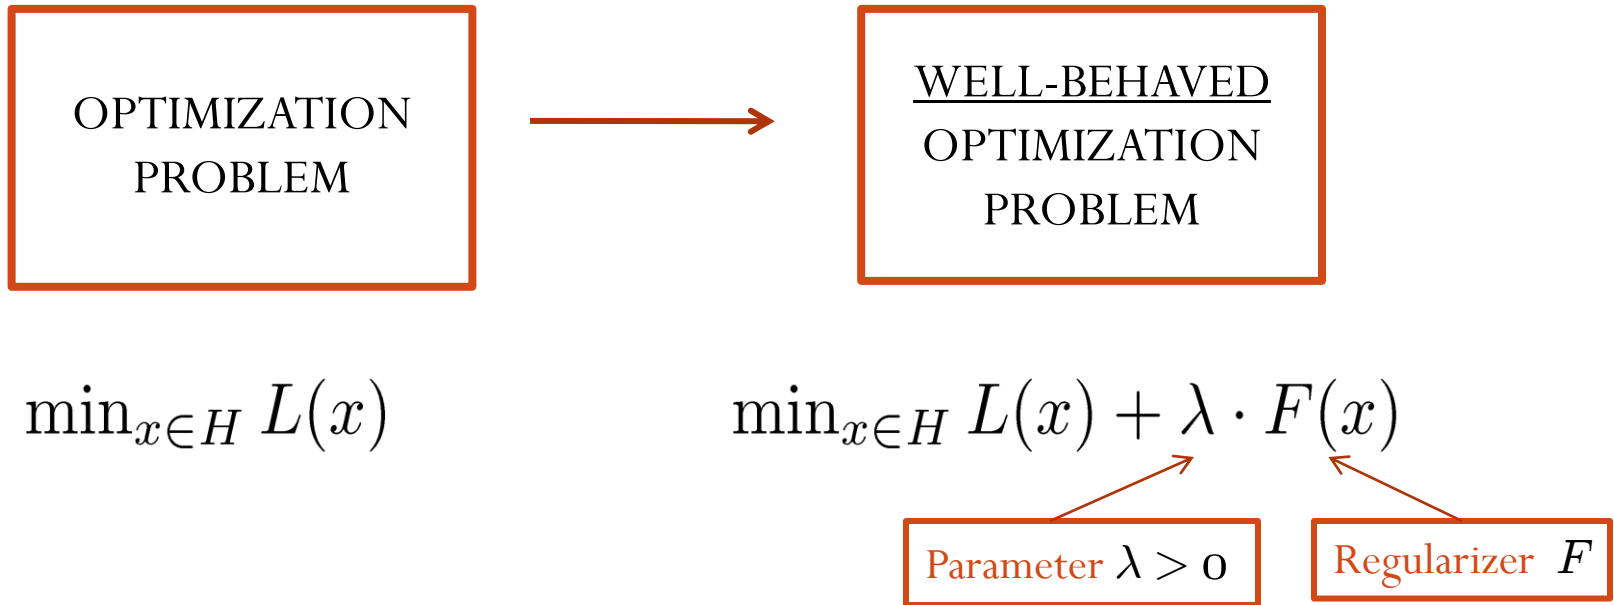 OPTIMIZATION
PROBLEM
WELL-BEHAVED
OPTIMIZATION
PROBLEM
min_{x∈H} L(x)
min_{x∈H} L(x) + λ · F(x)
Parameter λ > 0
Regularizer F